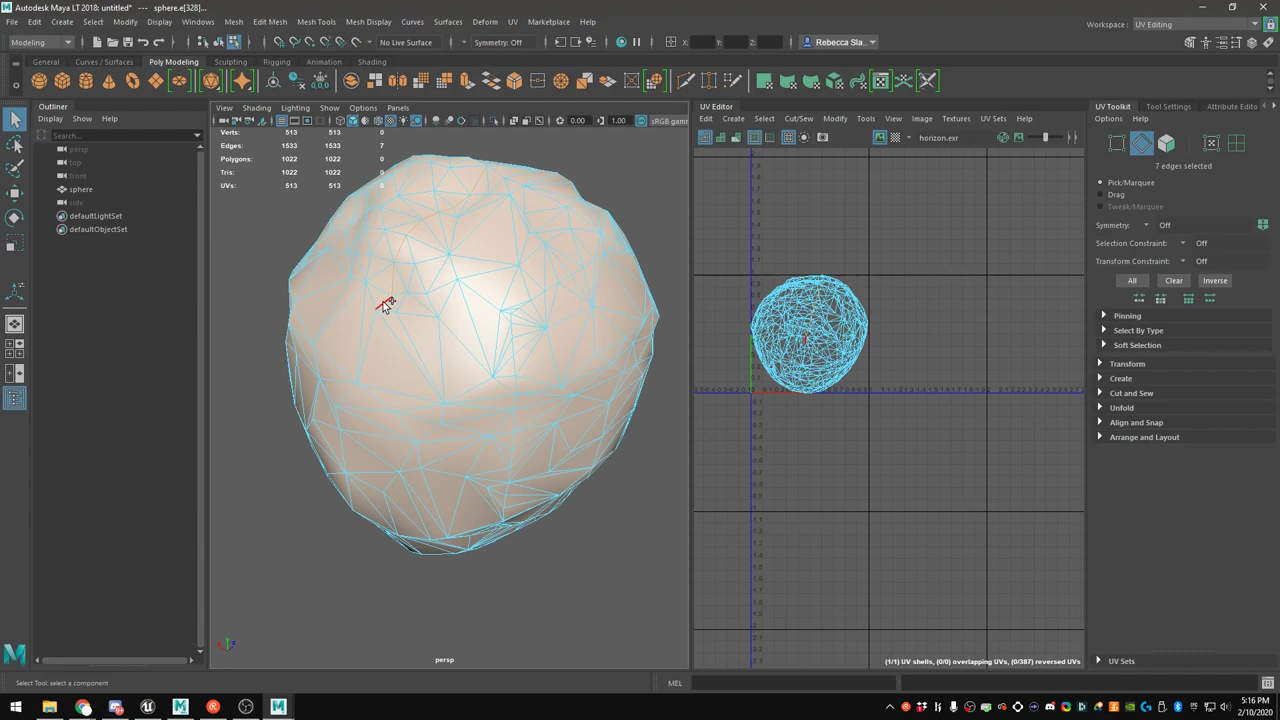 Autodesk Maya LT 2018: untitled* --- sphere.e[328]...
File Edit Create Select Modify Display Windows Mesh Edit Mesh Mesh Tools Mesh Display Curves Surfaces Deform UV Marketplace Help
Workspace : UV Editing
Modeling No Live Surface Symmetry: Off X: Y: Z: Rebecca Sla...
General Curves / Surfaces Poly Modeling Sculpting Rigging Animation Shading
Outliner
Display Show Help
Search...
persp
top
front
sphere
side
defaultLightSet
defaultObjectSet
View Shading Lighting Show Options Panels
0.00 1.00 sRGB gamm
Verts: 513 513 0
Edges: 1533 1533 7
Polygons: 1022 1022 0
Tris: 1022 1022 0
UVs: 513 513 0
persp
UV Editor
Edit Create Select Cut/Sew Modify Tools View Image Textures UV Sets Help
horizon.exr
(1/1) UV shells, (0/0) overlapping UVs, (0/387) reversed UVs
UV Toolkit Tool Settings Attribute Edito
Options Help
7 edges selected
Pick/Marquee
Drag
Tweak/Marquee
Symmetry: Off
Selection Constraint: Off
Transform Constraint: Off
All Clear Inverse
Pinning
Select By Type
Soft Selection
Transform
Create
Cut and Sew
Unfold
Align and Snap
Arrange and Layout
UV Sets
Select Tool: select a component
MEL
5:16 PM
2/10/2020